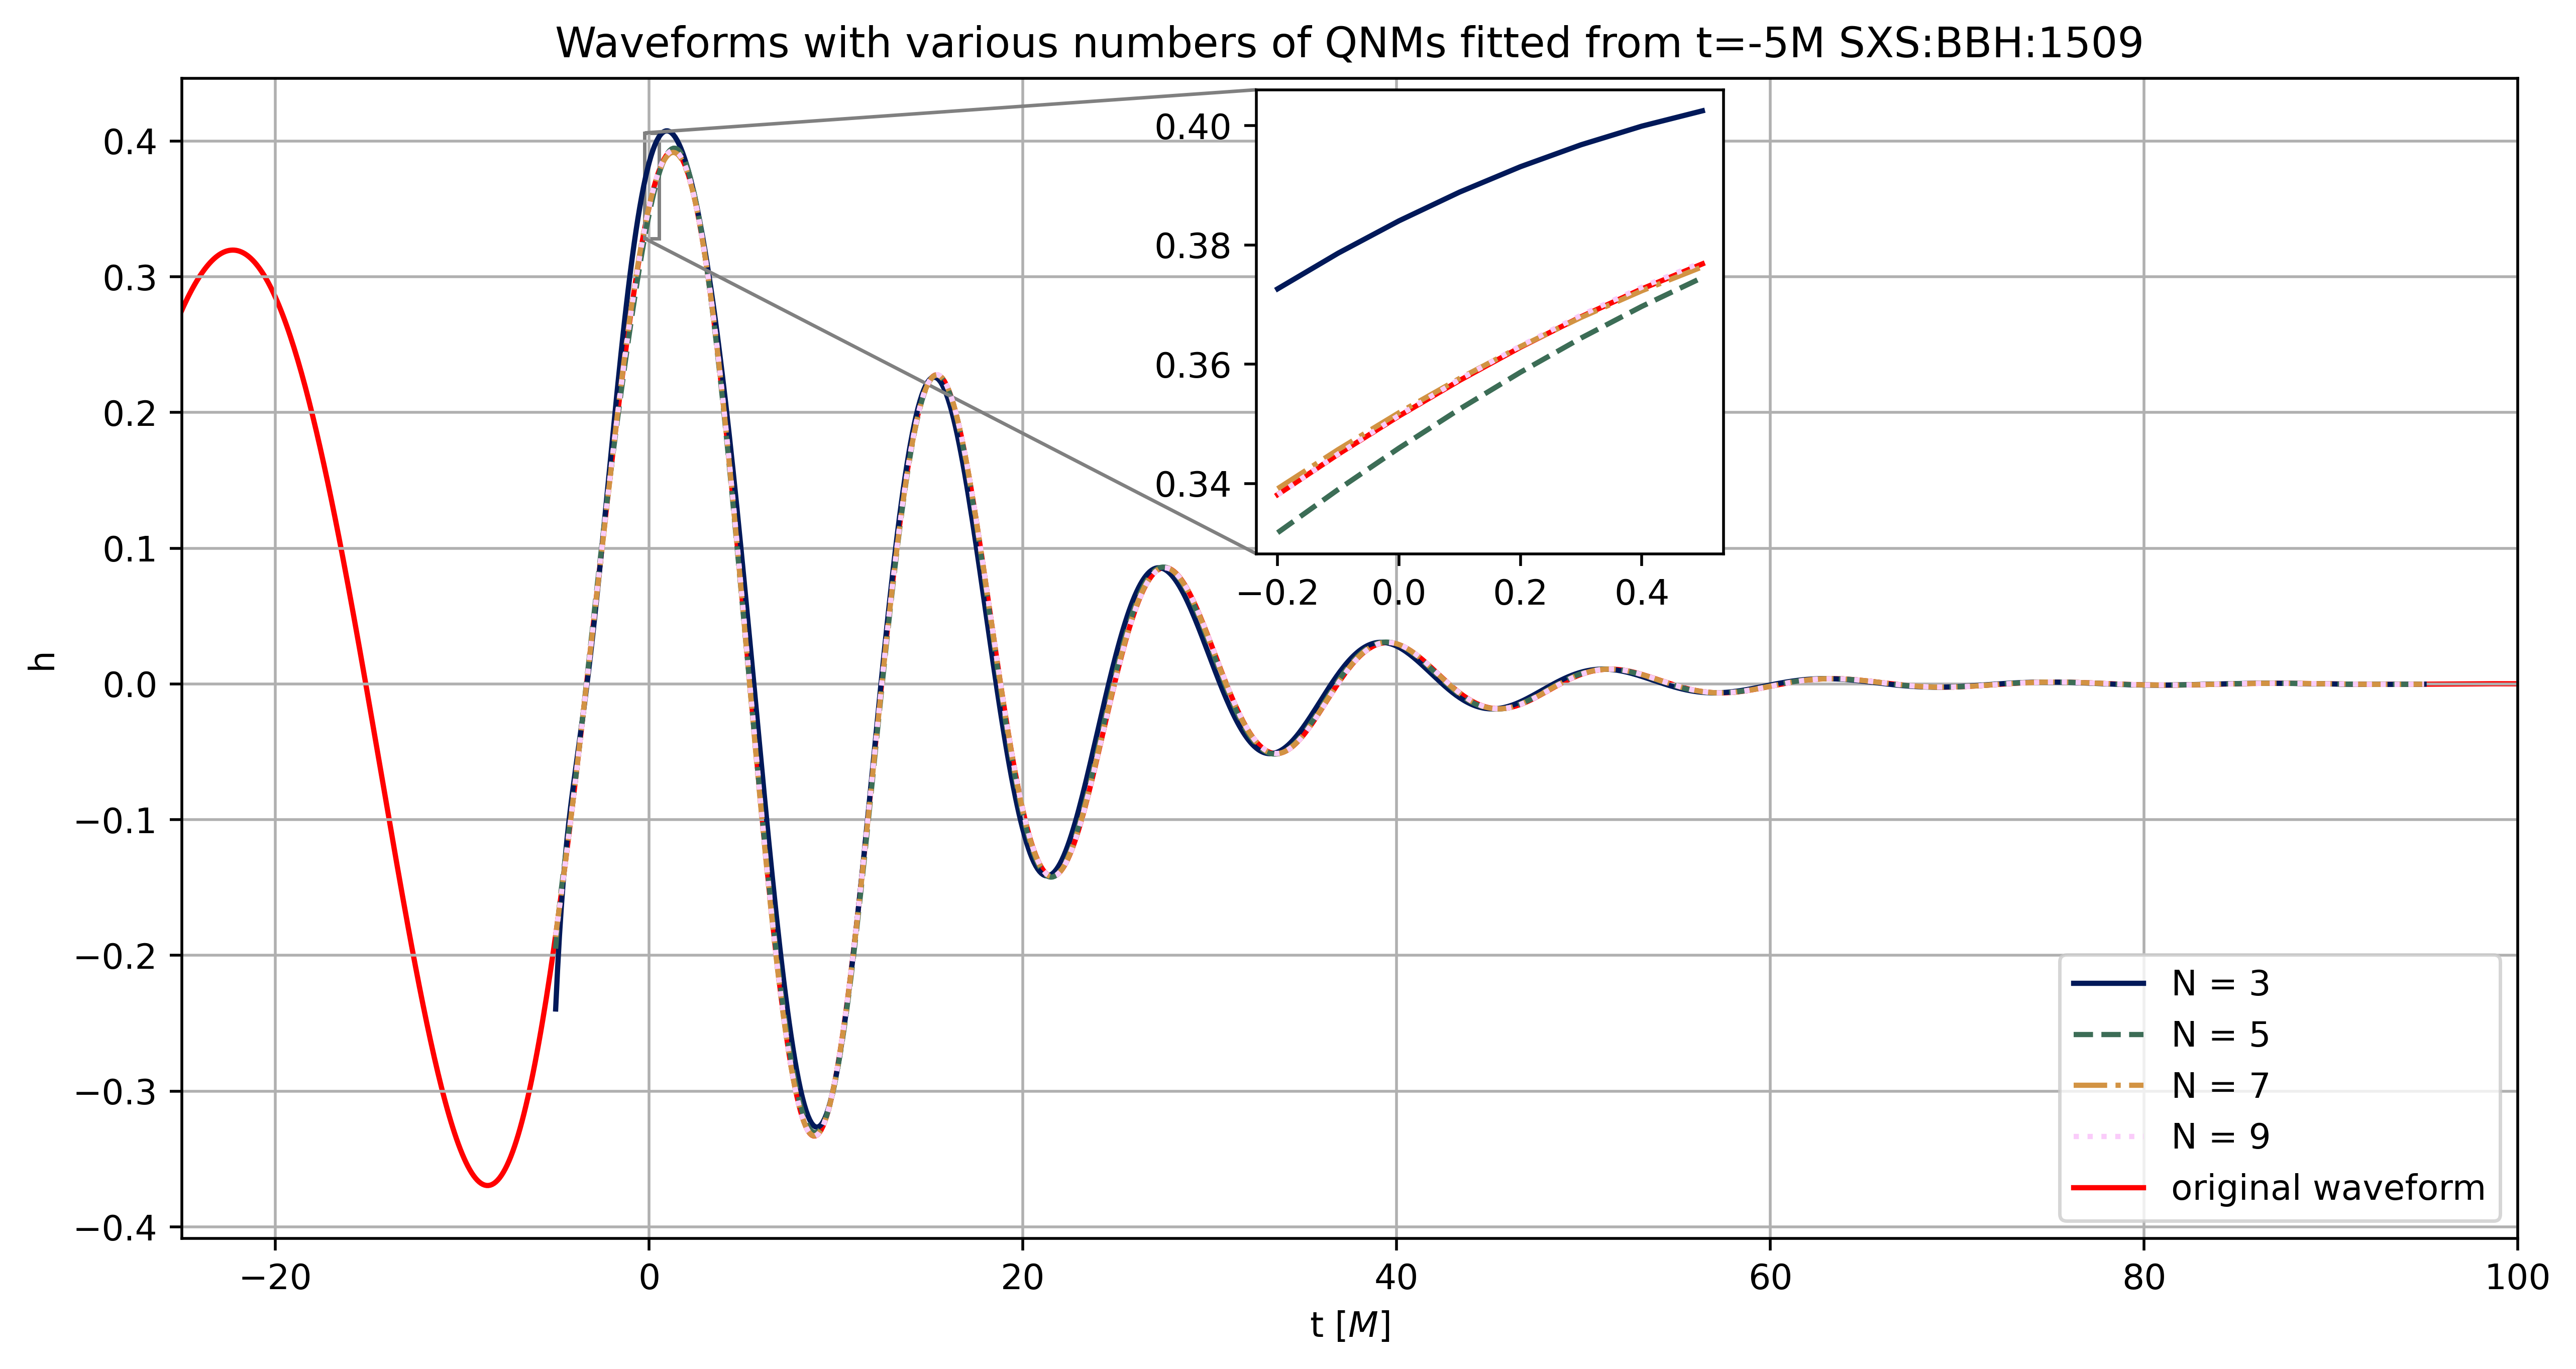 Waveforms with various numbers of QNMs fitted from t=-5M SXS:BBH:1509
h
0.4
0.3
0.2
0.1
0.0
−0.1
−0.2
−0.3
−0.4
0.40
0.38
0.36
0.34
−0.2 0.0 0.2 0.4
N = 3
N = 5
N = 7
N = 9
original waveform
−20 0 20 40 60 80 100
t [M]